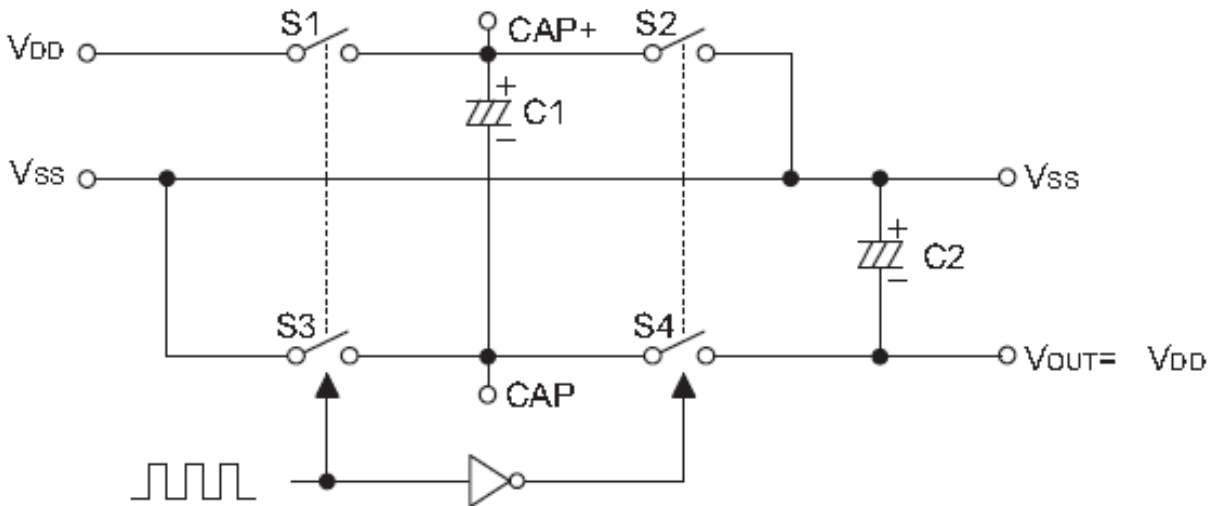 S1
CAP+
S2
VDD
+
C1
−
VSS
VSS
+
C2
−
S3
S4
VOUT= VDD
CAP